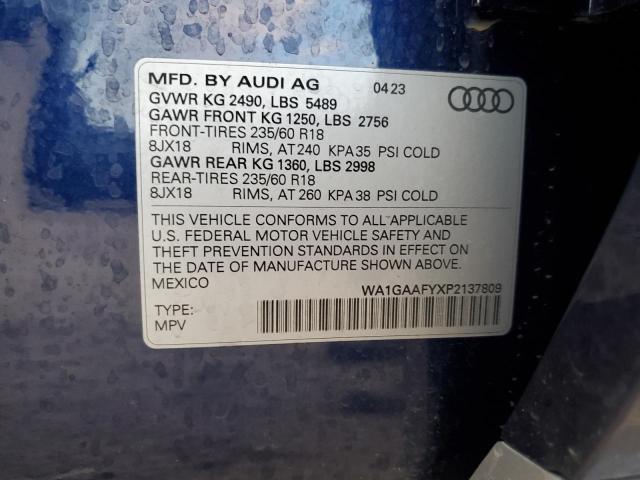 MFD. BY AUDI AG 04 23
GVWR KG 2490, LBS 5489
GAWR FRONT KG 1250, LBS 2756
FRONT-TIRES 235/60 R18
8JX18 RIMS, AT 240 KPA 35 PSI COLD
GAWR REAR KG 1360, LBS 2998
REAR-TIRES 235/60 R18
8JX18 RIMS, AT 260 KPA 38 PSI COLD
THIS VEHICLE CONFORMS TO ALL APPLICABLE
U.S. FEDERAL MOTOR VEHICLE SAFETY AND
THEFT PREVENTION STANDARDS IN EFFECT ON
THE DATE OF MANUFACTURE SHOWN ABOVE.
MEXICO WA1GAAFYXP2137809
TYPE:
MPV